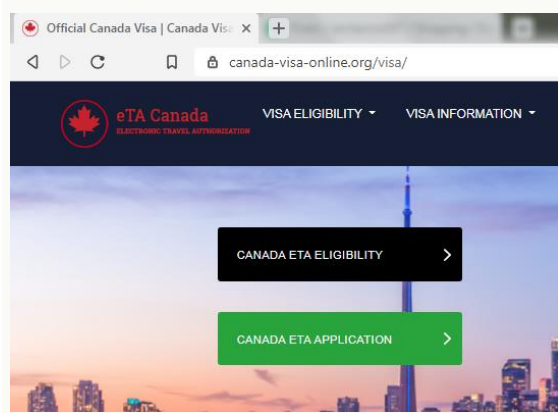 Official Canada Visa | Canada Vis
canada-visa-online.org/visa/
eTA Canada
ELECTRONIC TRAVEL AUTHORIZATION
VISA ELIGIBILITY
VISA INFORMATION
CANADA ETA ELIGIBILITY
CANADA ETA APPLICATION